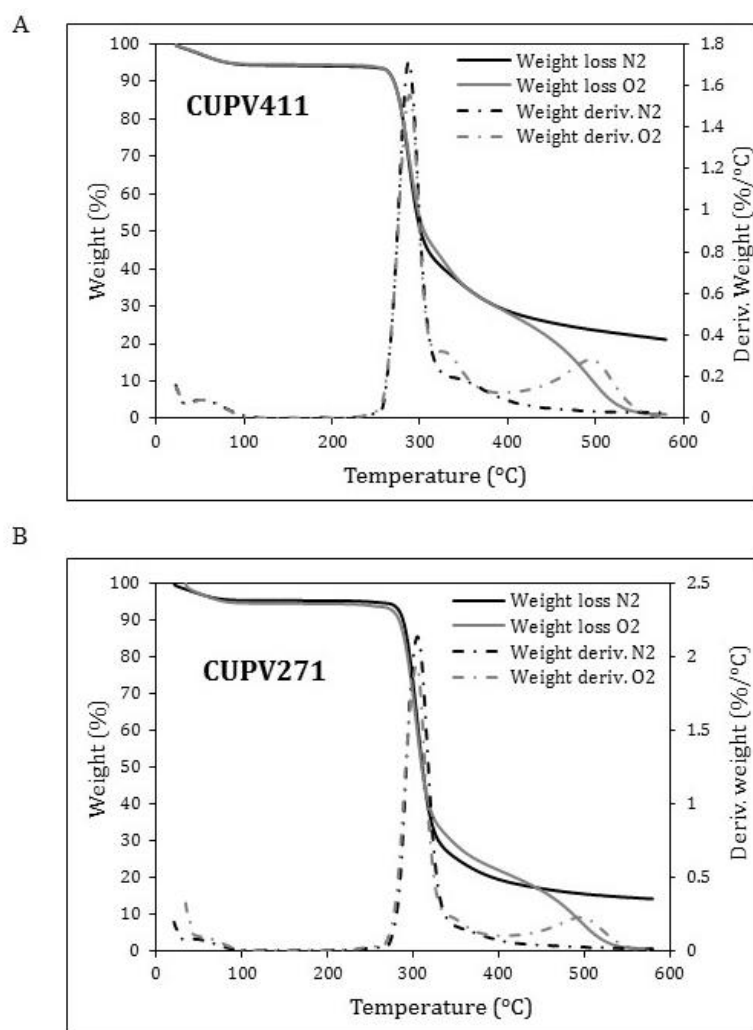 A
100
90
80
70
60
50
40
30
20
10
0
Weight (%)
CUPV411
Weight loss N2
Weight loss O2
Weight deriv. N2
Weight deriv. O2
1.8
1.6
1.4
1.2
1
0.8
0.6
0.4
0.2
0
Deriv. Weight (%/°C)
0 100 200 300 400 500 600
Temperature (°C)
B
100
90
80
70
60
50
40
30
20
10
0
Weight (%)
CUPV271
Weight loss N2
Weight loss O2
Weight deriv. N2
Weight deriv. O2
2.5
2
1.5
1
0.5
0
Deriv. weight (%/°C)
0 100 200 300 400 500 600
Temperature (°C)